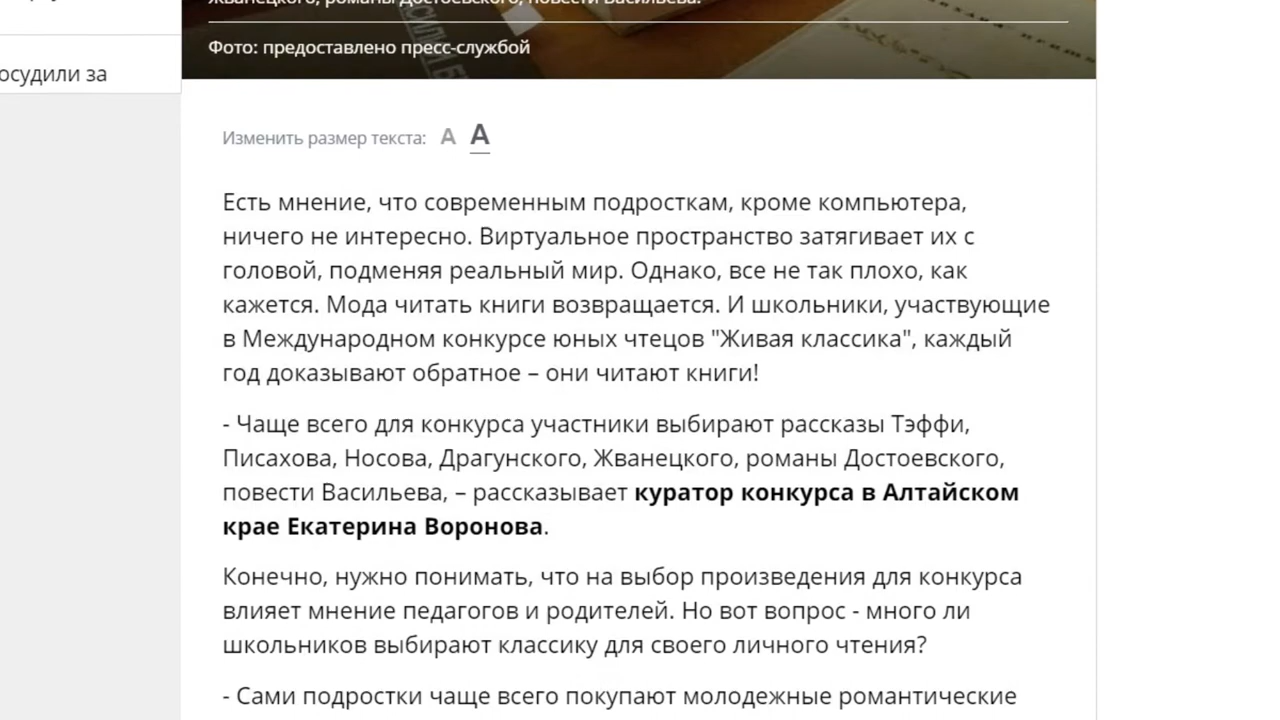 Жванецкого, романы Достоевского, повести Васильева.
Фото: предоставлено пресс-службой
осудили за
Изменить размер текста: А А
Есть мнение, что современным подросткам, кроме компьютера,
ничего не интересно. Виртуальное пространство затягивает их с
головой, подменяя реальный мир. Однако, все не так плохо, как
кажется. Мода читать книги возвращается. И школьники, участвующие
в Международном конкурсе юных чтецов "Живая классика", каждый
год доказывают обратное – они читают книги!
- Чаще всего для конкурса участники выбирают рассказы Тэффи,
Писахова, Носова, Драгунского, Жванецкого, романы Достоевского,
повести Васильева, – рассказывает куратор конкурса в Алтайском
крае Екатерина Воронова.
Конечно, нужно понимать, что на выбор произведения для конкурса
влияет мнение педагогов и родителей. Но вот вопрос - много ли
школьников выбирают классику для своего личного чтения?
- Сами подростки чаще всего покупают молодежные романтические